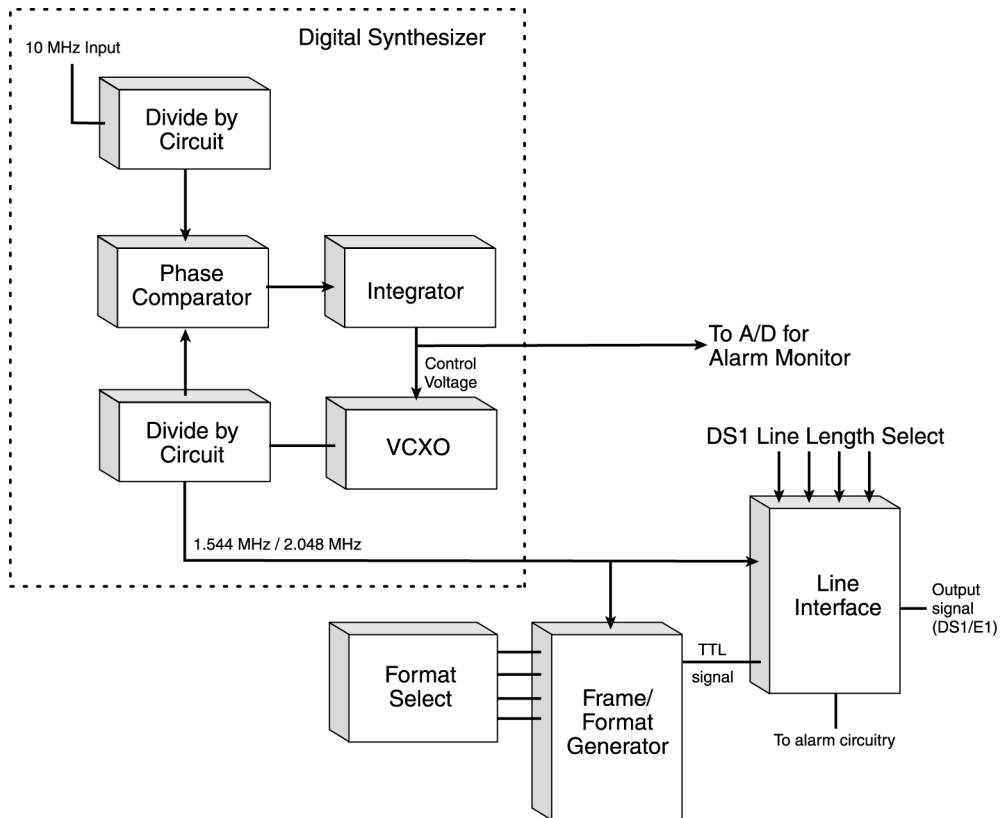 Digital Synthesizer
10 MHz Input
Divide by
Circuit
Phase
Comparator
Integrator
To A/D for
Alarm Monitor
Control
Voltage
Divide by
Circuit
VCXO
DS1 Line Length Select
1.544 MHz / 2.048 MHz
Line
Interface
Output
signal
(DS1/E1)
Format
Select
Frame/
Format
Generator
TTL
signal
To alarm circuitry